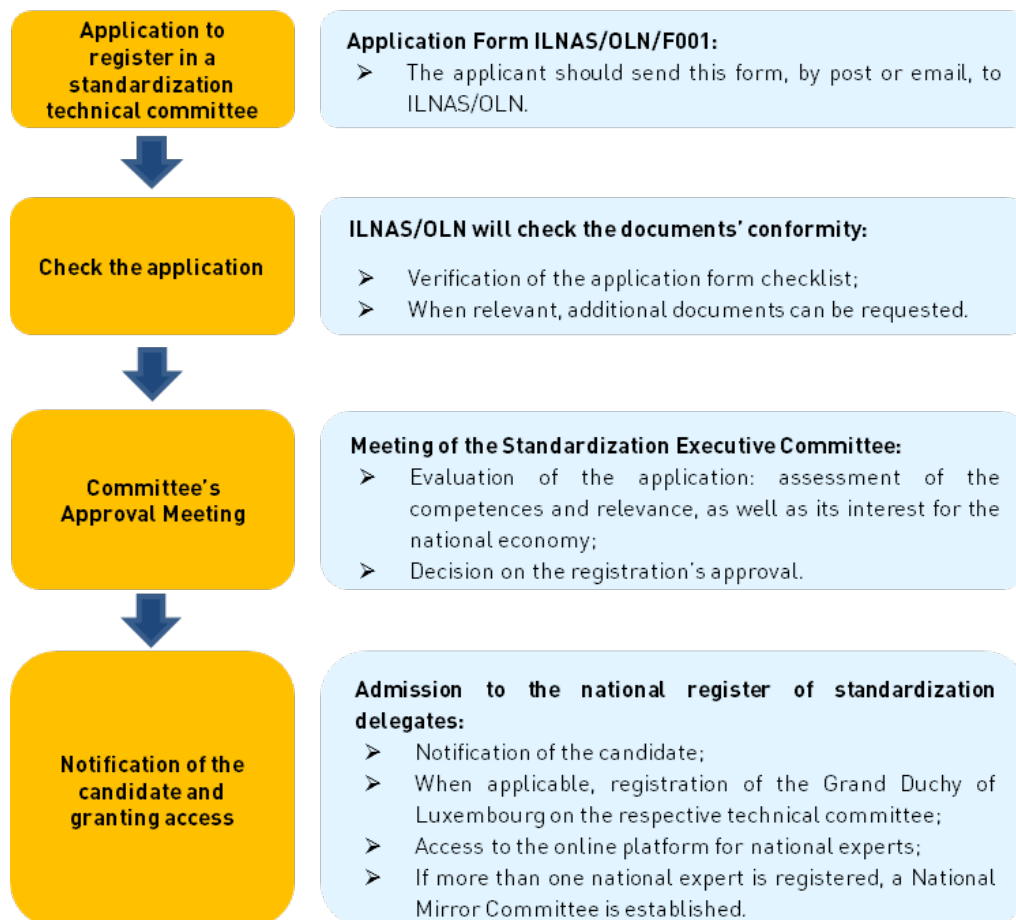 Application to
register in a
standardization
technical committee
Application Form ILNAS/OLN/F001:
➤ The applicant should send this form, by post or email, to
ILNAS/OLN.
Check the application
ILNAS/OLN will check the documents’ conformity:
➤ Verification of the application form checklist;
➤ When relevant, additional documents can be requested.
Committee’s
Approval Meeting
Meeting of the Standardization Executive Committee:
➤ Evaluation of the application: assessment of the
competences and relevance, as well as its interest for the
national economy;
➤ Decision on the registration’s approval.
Notification of the
candidate and
granting access
Admission to the national register of standardization
delegates:
➤ Notification of the candidate;
➤ When applicable, registration of the Grand Duchy of
Luxembourg on the respective technical committee;
➤ Access to the online platform for national experts;
➤ If more than one national expert is registered, a National
Mirror Committee is established.